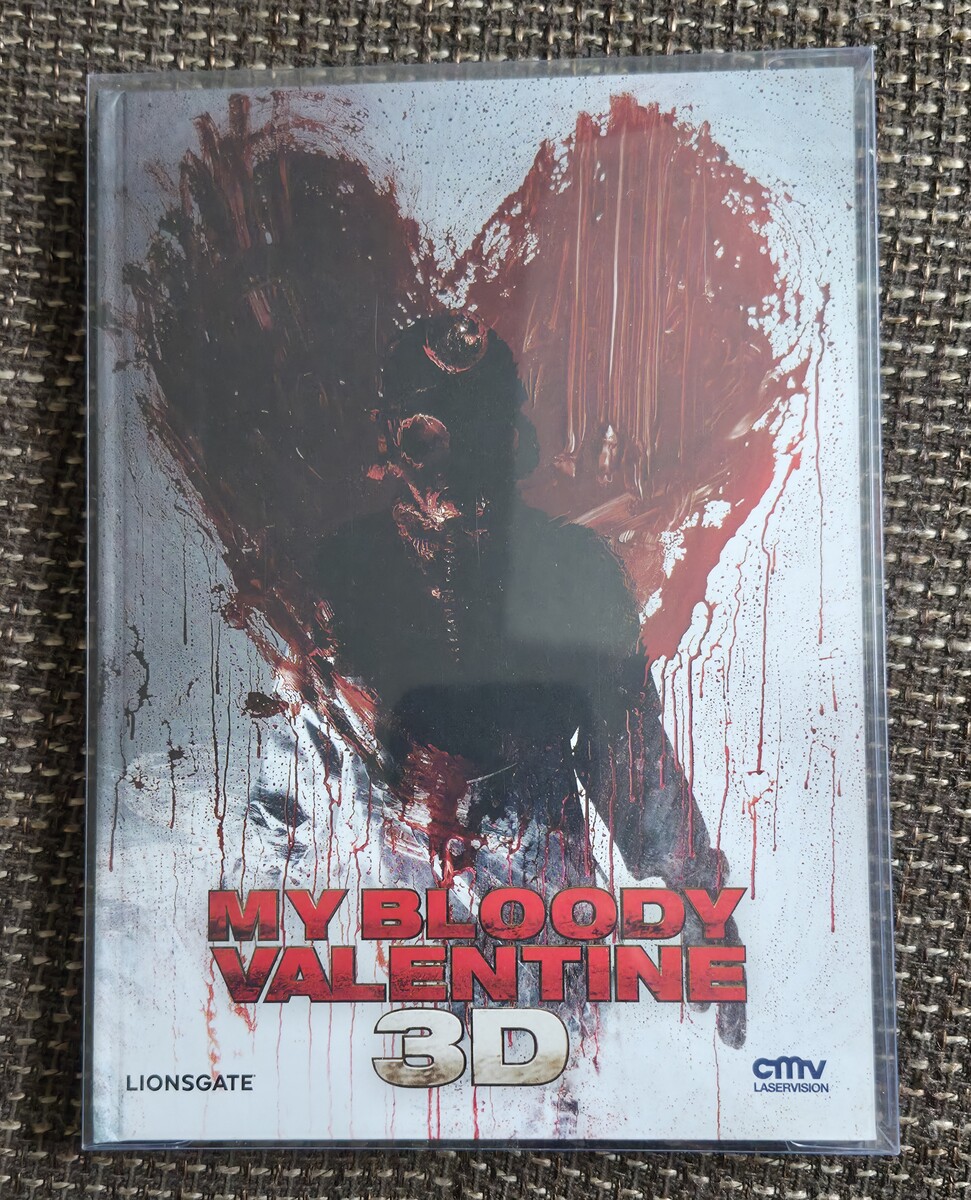 MY BLOODY
VALENTINE
3D
LIONSGATE
cmv
LASERVISION